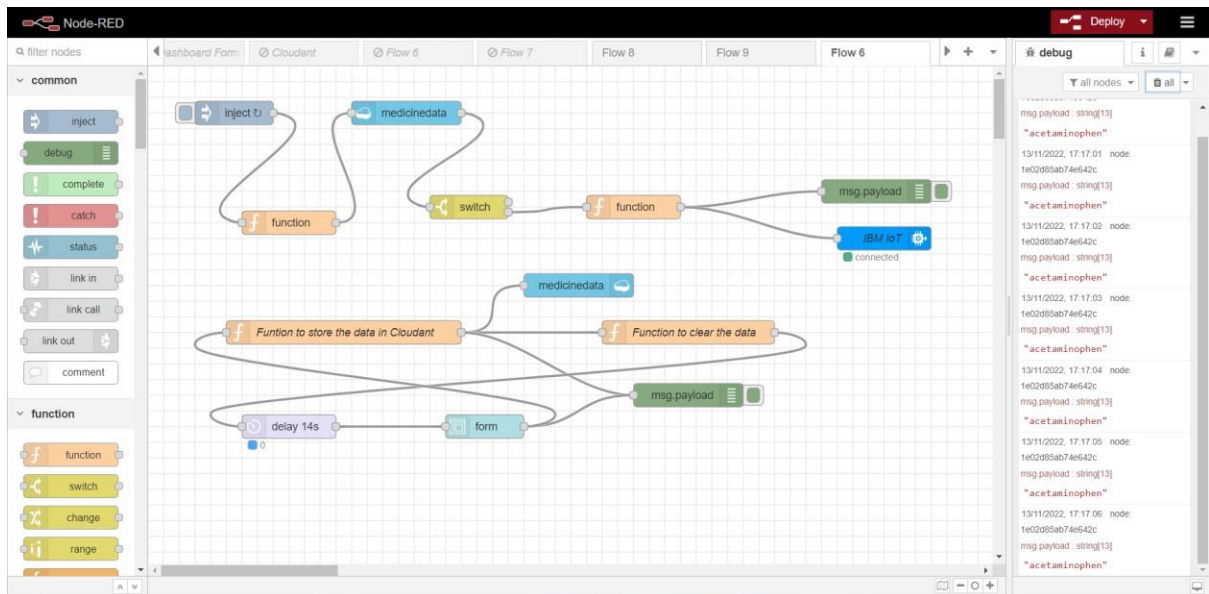 Node-RED
Deploy
filter nodes
ashboard Form
Cloudant
Flow 6
Flow 7
Flow 8
Flow 9
Flow 6
debug
i
all nodes
all
common
inject
debug
complete
catch
status
link in
link call
link out
comment
function
function
switch
change
range
inject ↻
medicinedata
function
switch
function
msg.payload
IBM IoT
connected
medicinedata
Funtion to store the data in Cloudant
Function to clear the data
msg.payload
delay 14s
0
form
msg.payload : string[13]
"acetaminophen"
13/11/2022, 17:17:01 node:
1e02d85ab74e642c
msg.payload : string[13]
"acetaminophen"
13/11/2022, 17:17:02 node:
1e02d85ab74e642c
msg.payload : string[13]
"acetaminophen"
13/11/2022, 17:17:03 node:
1e02d85ab74e642c
msg.payload : string[13]
"acetaminophen"
13/11/2022, 17:17:04 node:
1e02d85ab74e642c
msg.payload : string[13]
"acetaminophen"
13/11/2022, 17:17:05 node:
1e02d85ab74e642c
msg.payload : string[13]
"acetaminophen"
13/11/2022, 17:17:06 node:
1e02d85ab74e642c
msg.payload : string[13]
"acetaminophen"